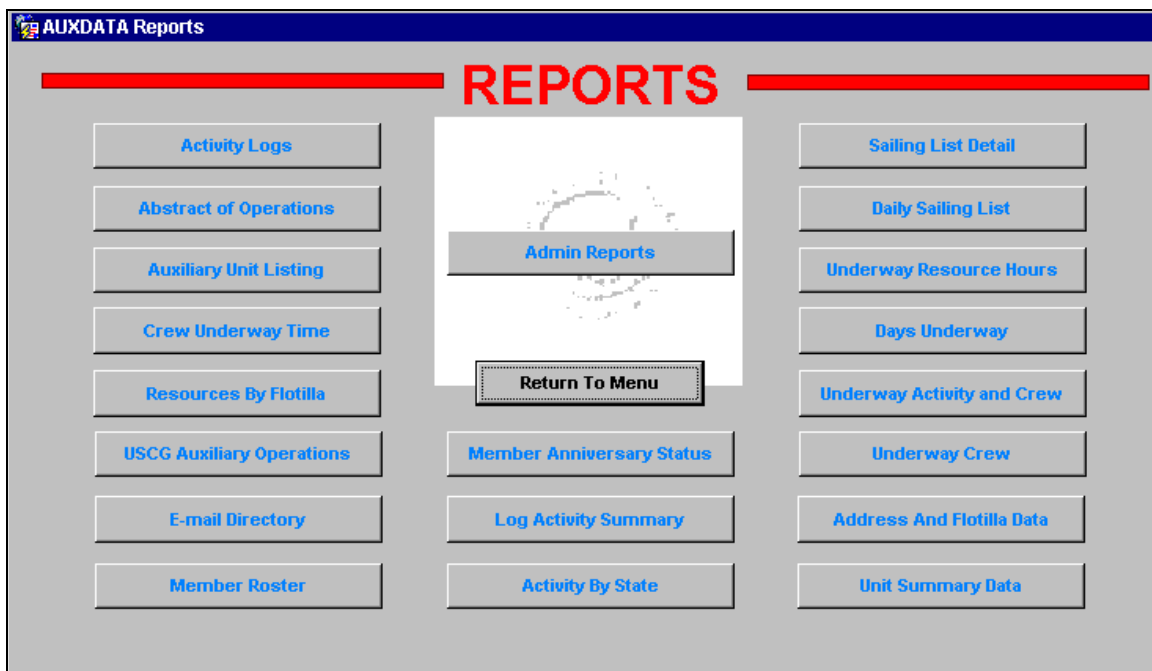 AUXDATA Reports
REPORTS
Activity Logs
Abstract of Operations
Auxiliary Unit Listing
Crew Underway Time
Resources By Flotilla
USCG Auxiliary Operations
E-mail Directory
Member Roster
Admin Reports
Return To Menu
Member Anniversary Status
Log Activity Summary
Activity By State
Sailing List Detail
Daily Sailing List
Underway Resource Hours
Days Underway
Underway Activity and Crew
Underway Crew
Address And Flotilla Data
Unit Summary Data